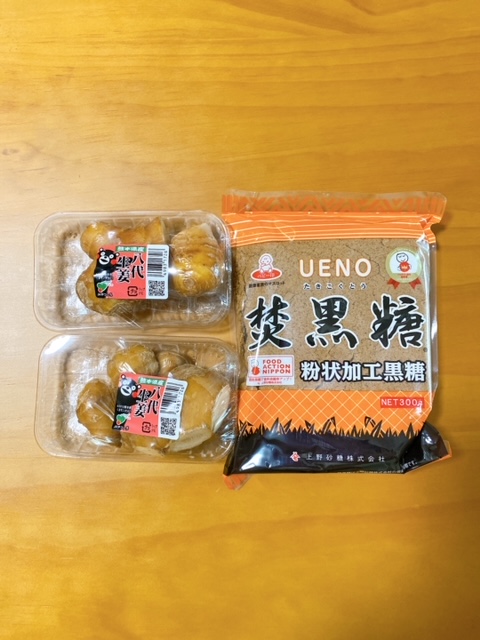 熊本県産
八代
生姜
熊本県産
八代
生姜
UENO
たきこくとう
焚黒糖
FOOD
ACTION
NIPPON
粉状加工黒糖
NET300g
上野砂糖株式会社